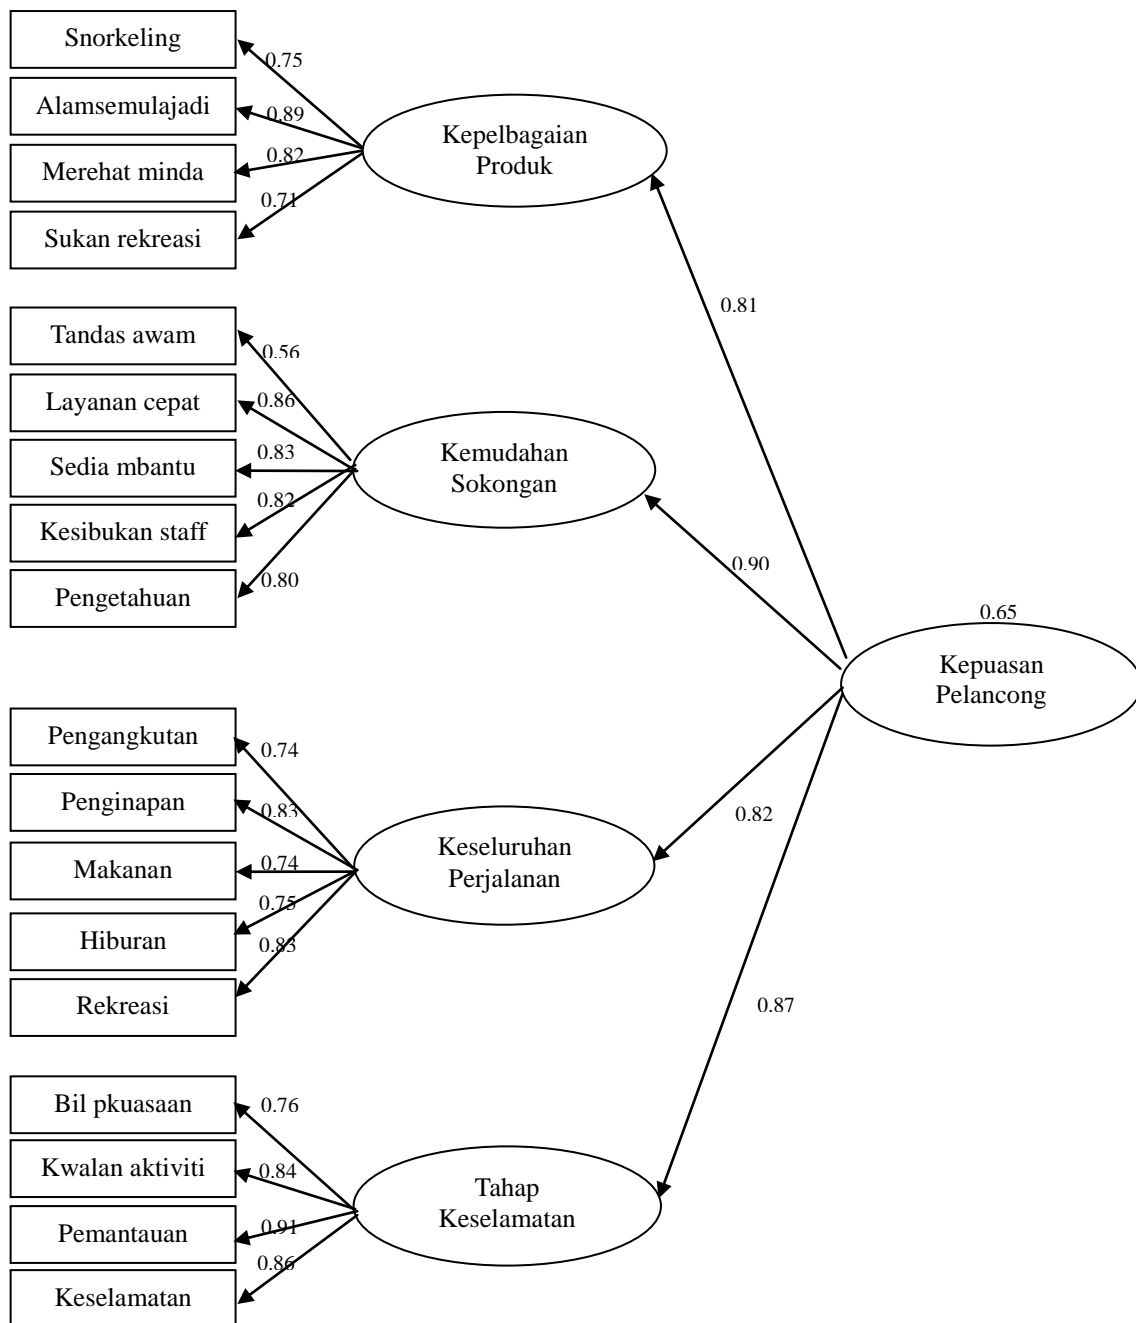 Snorkeling
0.75
Alamsemulajadi
0.89
Merehat minda
0.82
Sukan rekreasi
0.71
Kepelbagaian
Produk
0.81
Tandas awam
0.56
Layanan cepat
0.86
Sedia mbantu
0.83
Kesibukan staff
0.82
Pengetahuan
0.80
Kemudahan
Sokongan
0.90
0.65
Kepuasan
Pelancong
Pengangkutan
0.74
Penginapan
0.83
Makanan
0.74
Hiburan
0.75
Rekreasi
0.83
Keseluruhan
Perjalanan
0.82
0.87
Bil pkuasaan
0.76
Kwalan aktiviti
0.84
Pemantauan
0.91
Keselamatan
0.86
Tahap
Keselamatan